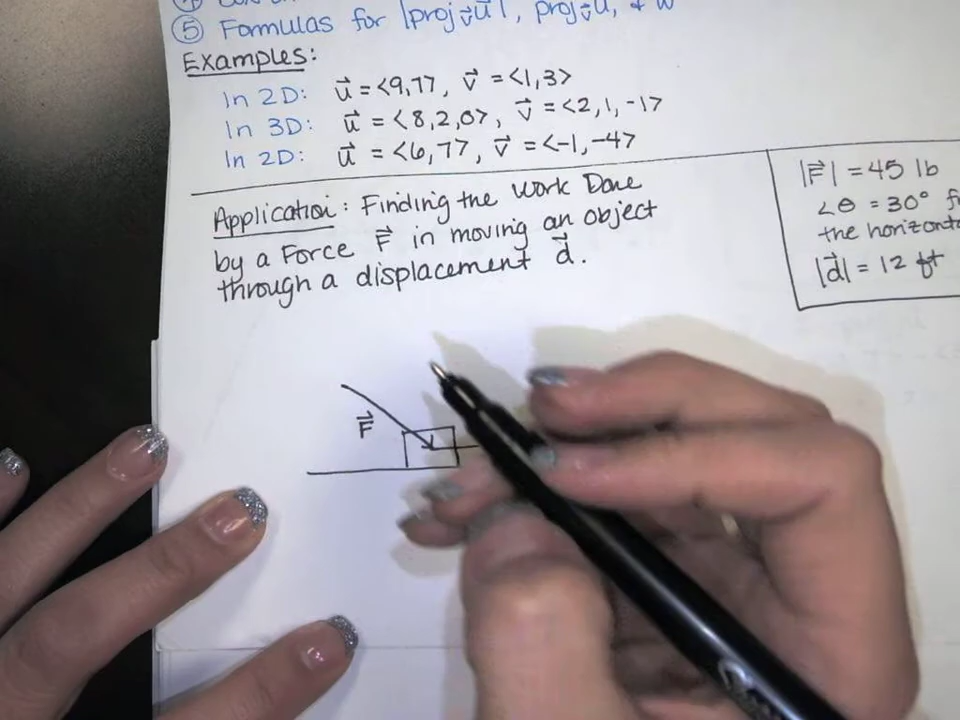 ⑤ Formulas for |proj v⃗ u⃗|, proj v⃗ u⃗, + w
Examples:
In 2D: u⃗ = <9,7>, v⃗ = <1,3>
In 3D: u⃗ = <8,2,0>, v⃗ = <2,1,-1>
In 2D: u⃗ = <6,7>, v⃗ = <-1,-4>
Application: Finding the Work Done
by a Force F⃗ in moving an object
through a displacement d⃗.
|F⃗| = 45 lb
∠θ = 30°
the horizonta
|d⃗| = 12 ft
F⃗